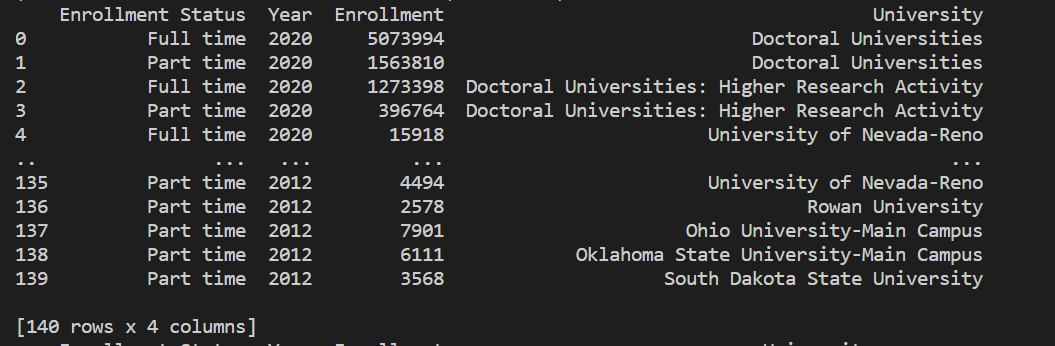 Enrollment Status Year Enrollment University
0 Full time 2020 5073994 Doctoral Universities
1 Part time 2020 1563810 Doctoral Universities
2 Full time 2020 1273398 Doctoral Universities: Higher Research Activity
3 Part time 2020 396764 Doctoral Universities: Higher Research Activity
4 Full time 2020 15918 University of Nevada-Reno
.. ... ... ... ...
135 Part time 2012 4494 University of Nevada-Reno
136 Part time 2012 2578 Rowan University
137 Part time 2012 7901 Ohio University-Main Campus
138 Part time 2012 6111 Oklahoma State University-Main Campus
139 Part time 2012 3568 South Dakota State University
[140 rows x 4 columns]